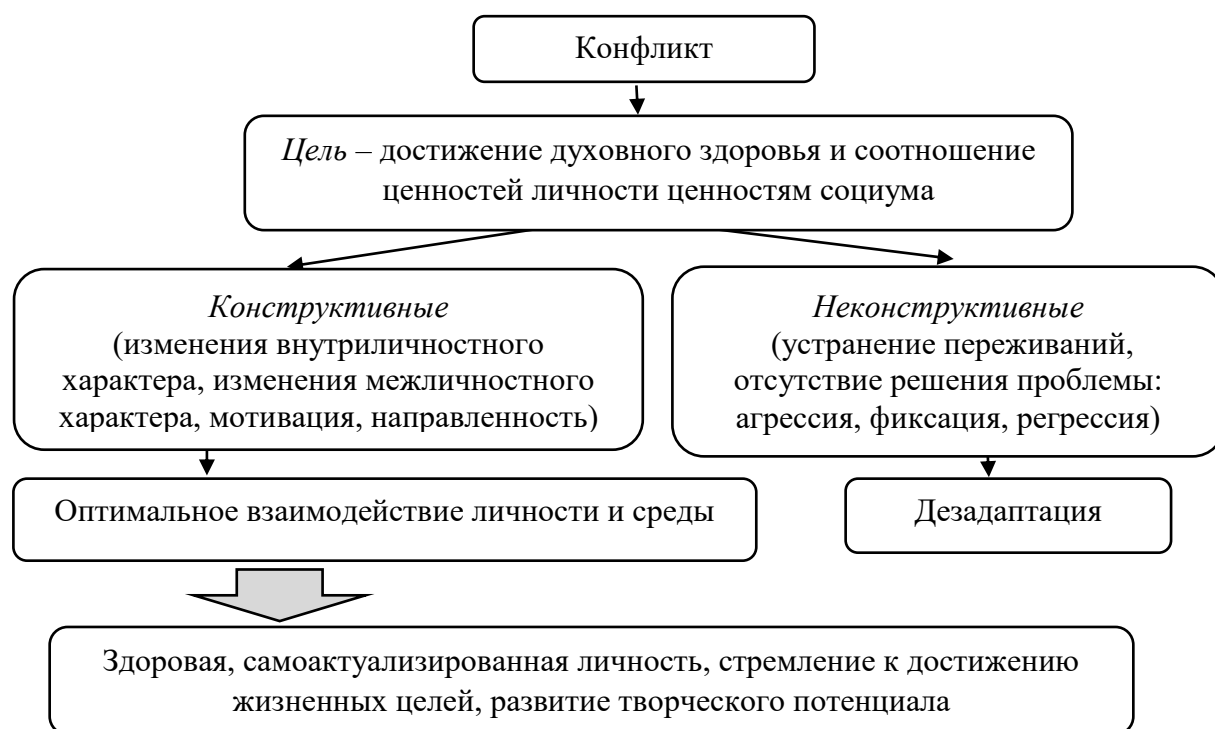 Конфликт
Цель – достижение духовного здоровья и соотношение
ценностей личности ценностям социума
Конструктивные
(изменения внутриличностного
характера, изменения межличностного
характера, мотивация, направленность)
Неконструктивные
(устранение переживаний,
отсутствие решения проблемы:
агрессия, фиксация, регрессия)
Оптимальное взаимодействие личности и среды
Дезадаптация
Здоровая, самоактуализированная личность, стремление к достижению
жизненных целей, развитие творческого потенциала